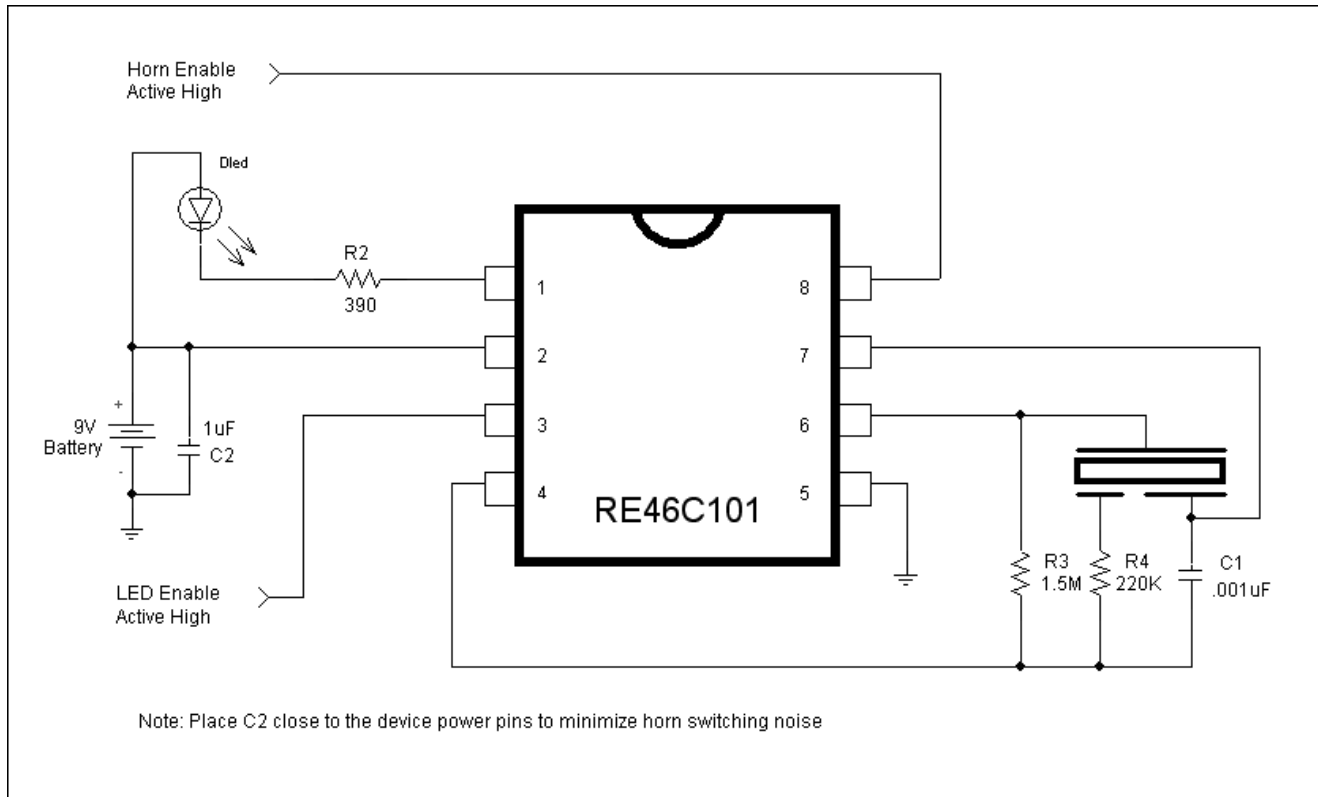 Horn Enable
Active High
Dled
R2
390
1
8
2
7
+
9V
Battery
-
1uF
C2
3
6
4
5
RE46C101
R3
1.5M
R4
220K
C1
.001uF
LED Enable
Active High
Note: Place C2 close to the device power pins to minimize horn switching noise